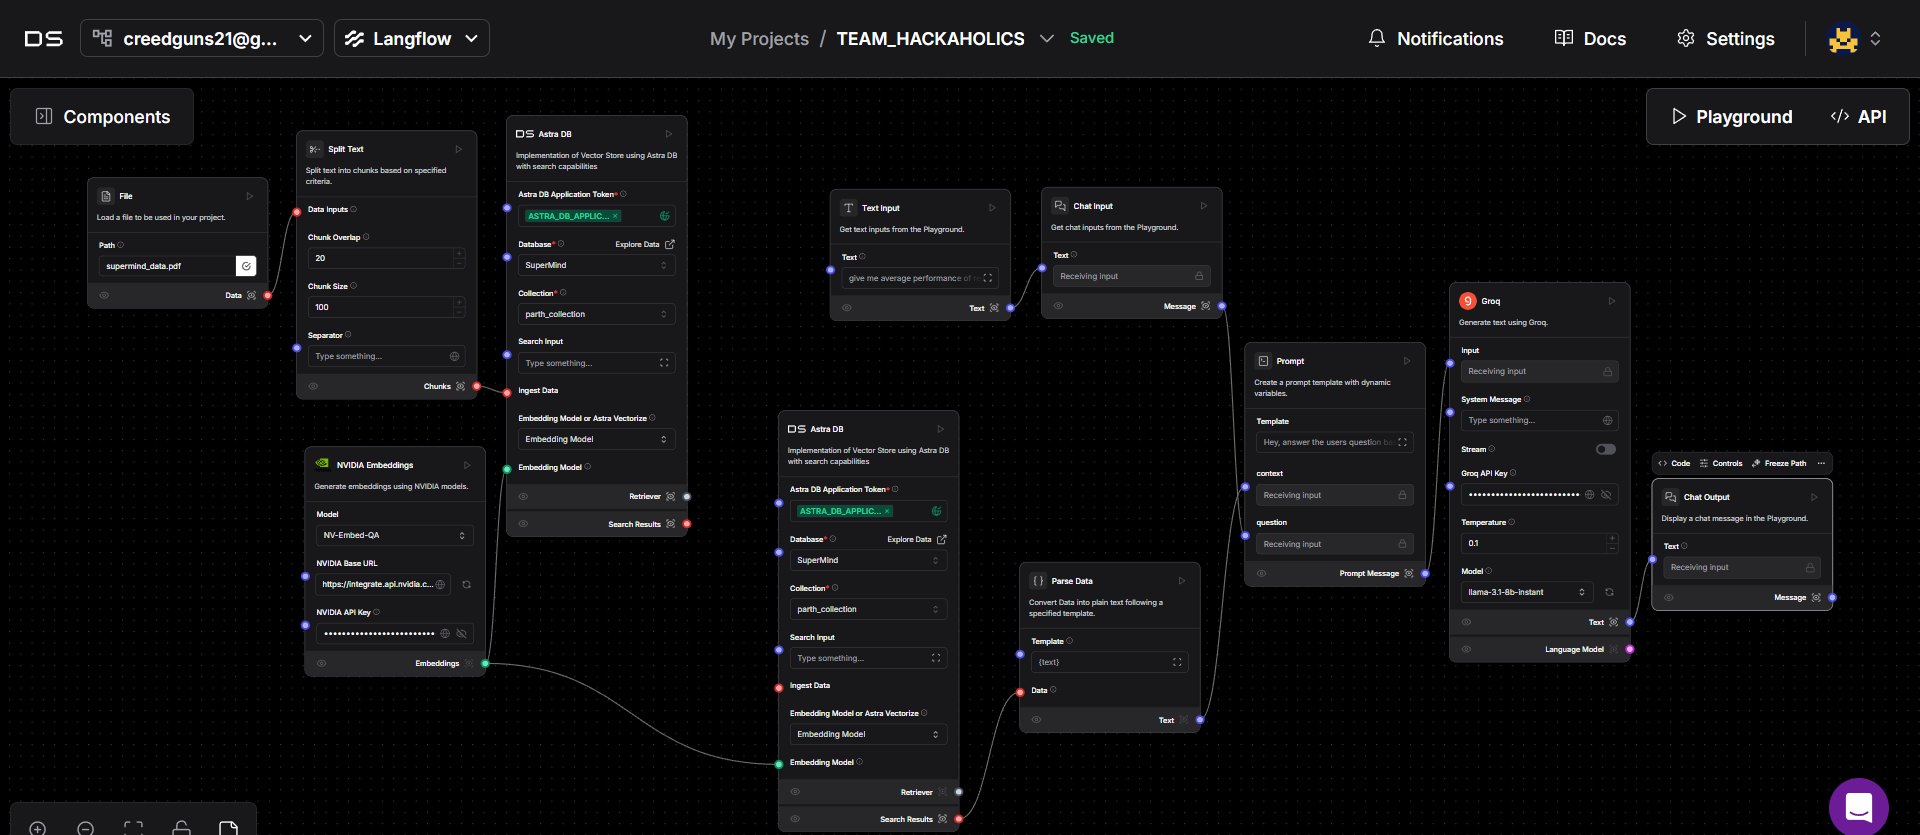 DS
creedguns21@g...
Langflow
My Projects / TEAM_HACKAHOLICS
Saved
Notifications
Docs
Settings
Components
Playground
API
File
Load a file to be used in your project.
Path
supermind_data.pdf
Data
Split Text
Split text into chunks based on specified
criteria.
Data Inputs
Chunk Overlap
20
Chunk Size
100
Separator
Type something...
Chunks
NVIDIA Embeddings
Generate embeddings using NVIDIA models.
Model
NV-Embed-QA
NVIDIA Base URL
https://integrate.api.nvidia.c...
NVIDIA API Key
••••••••••••••••••••••••••
Embeddings
DS Astra DB
Implementation of Vector Store using Astra DB
with search capabilities
Astra DB Application Token*
ASTRA_DB_APPLIC... ×
Database*
Explore Data
SuperMind
Collection*
parth_collection
Search Input
Type something...
Ingest Data
Embedding Model or Astra Vectorize
Embedding Model
Embedding Model
Retriever
Search Results
DS Astra DB
Implementation of Vector Store using Astra DB
with search capabilities
Astra DB Application Token*
ASTRA_DB_APPLIC... ×
Database*
Explore Data
SuperMind
Collection*
parth_collection
Search Input
Type something...
Ingest Data
Embedding Model or Astra Vectorize
Embedding Model
Embedding Model
Retriever
Search Results
Text Input
Get text inputs from the Playground.
Text
give me average performance of
Text
Chat Input
Get chat inputs from the Playground.
Text
Receiving input
Message
Parse Data
Convert Data into plain text following a
specified template.
Template
{text}
Data
Text
Prompt
Create a prompt template with dynamic
variables.
Template
Hey, answer the users question
context
Receiving input
question
Receiving input
Prompt Message
Groq
Generate text using Groq.
Input
Receiving input
System Message
Type something...
Stream
Groq API Key
••••••••••••••••••••••••••
Temperature
0.1
Model
llama-3.1-8b-instant
Text
Language Model
Code
Controls
Freeze Path
...
Chat Output
Display a chat message in the Playground.
Text
Receiving input
Message